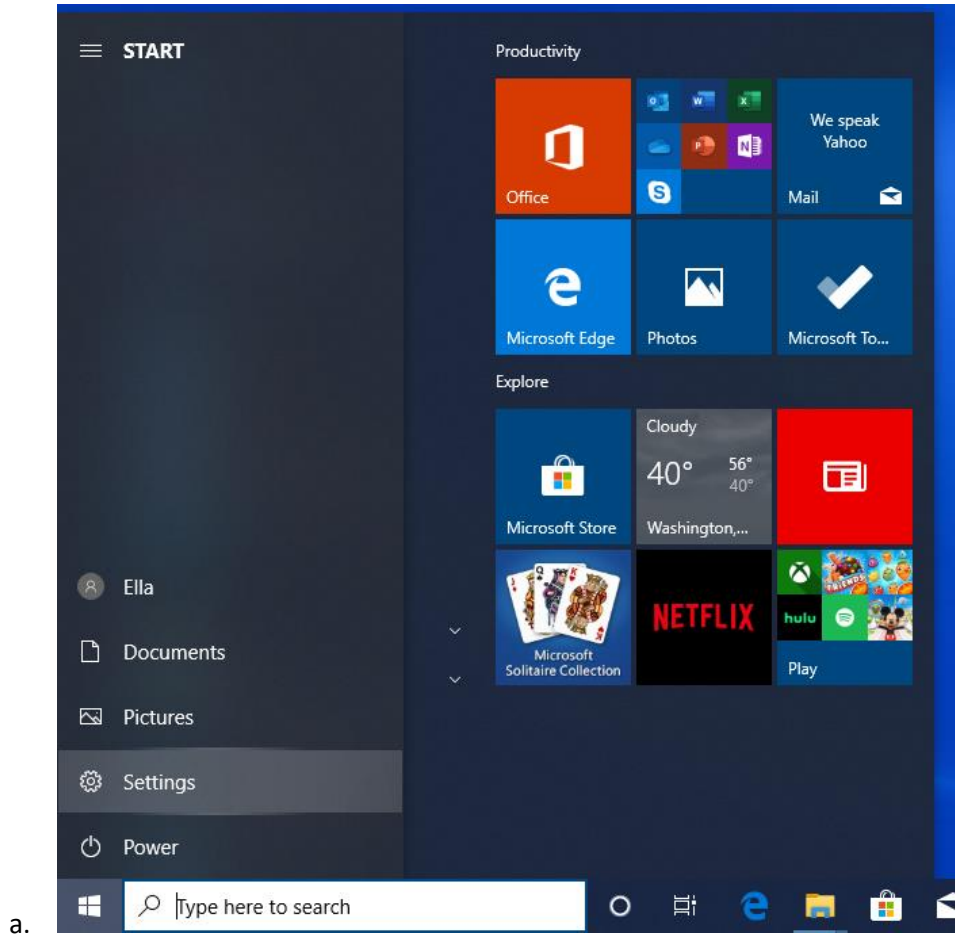 START
Ella
Documents
Pictures
Settings
Power
Productivity
Office
We speak
Yahoo
Mail
Microsoft Edge
Photos
Microsoft To...
Explore
Microsoft Store
Cloudy
40° 56°
40°
Washington,...
Microsoft
Solitaire Collection
NETFLIX
hulu
FRIENDS
Play
Type here to search
a.